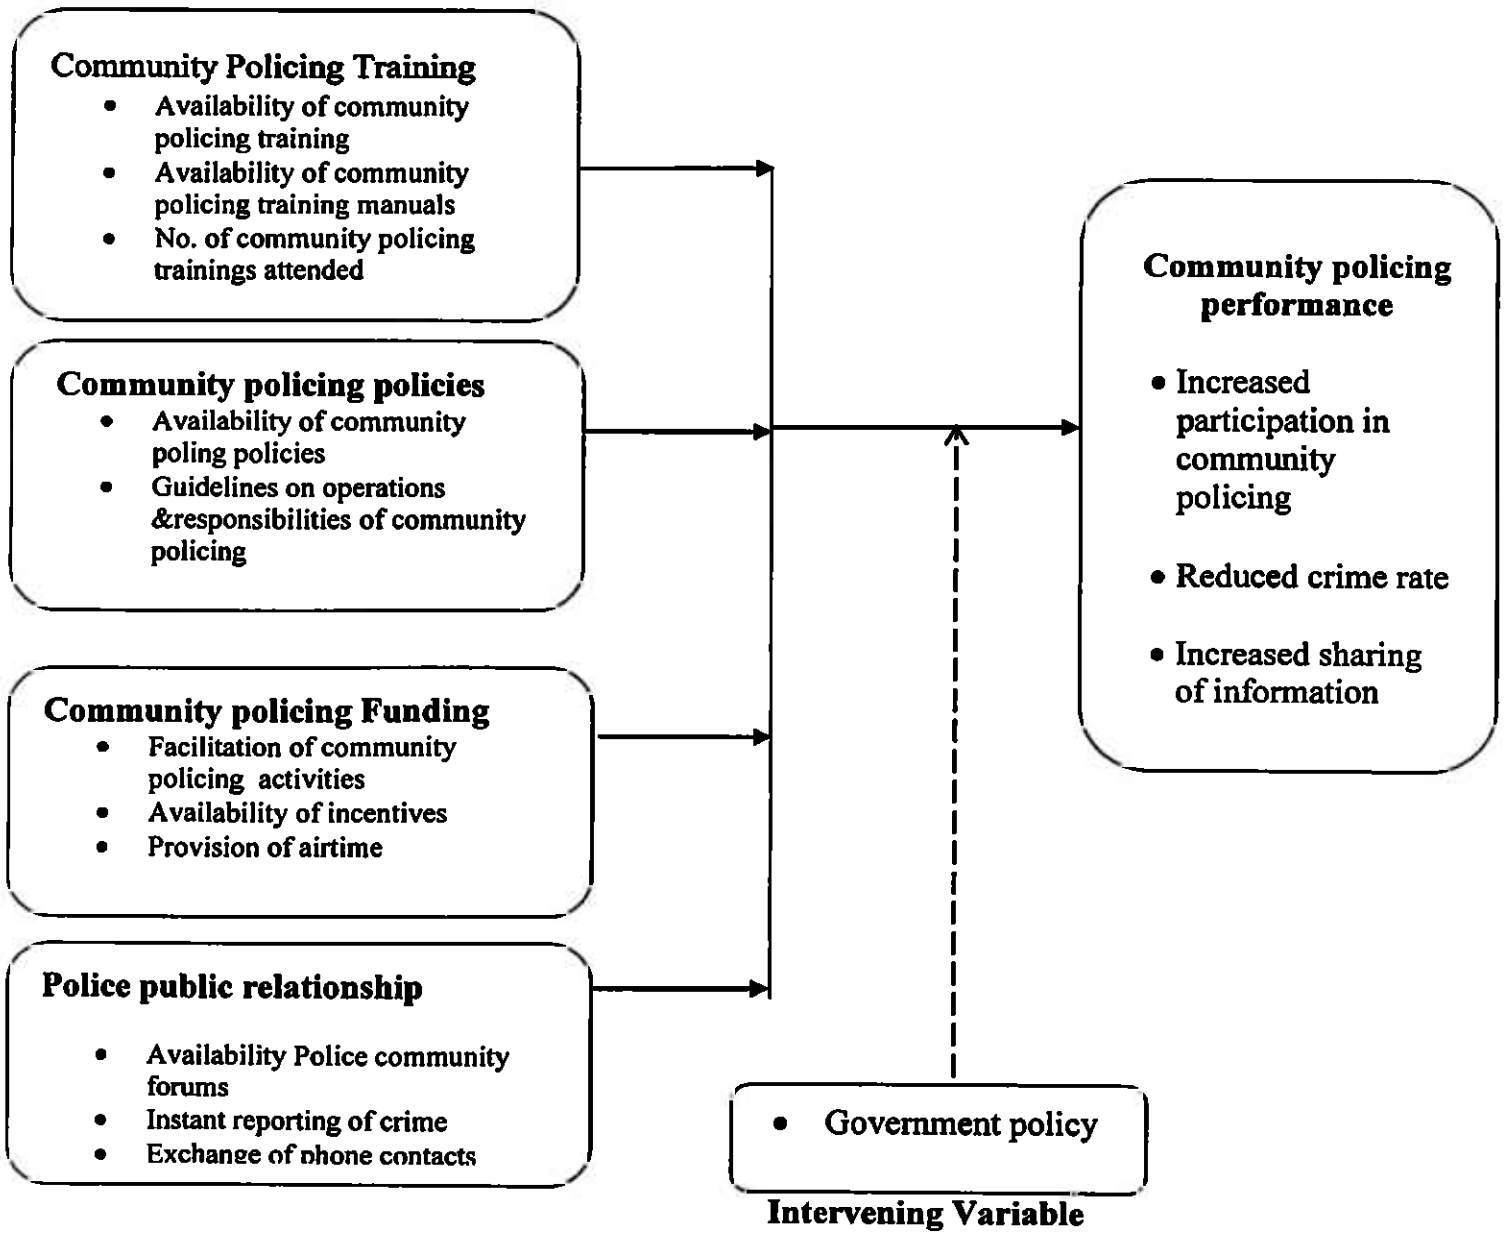 Community Policing Training
• Availability of community
policing training
• Availability of community
policing training manuals
• No. of community policing
trainings attended
Community policing policies
• Availability of community
poling policies
• Guidelines on operations
&responsibilities of community
policing
Community policing Funding
• Facilitation of community
policing activities
• Availability of incentives
• Provision of airtime
Police public relationship
• Availability Police community
forums
• Instant reporting of crime
• Exchange of phone contacts
Community policing
performance
• Increased
participation in
community
policing
• Reduced crime rate
• Increased sharing
of information
• Government policy
Intervening Variable